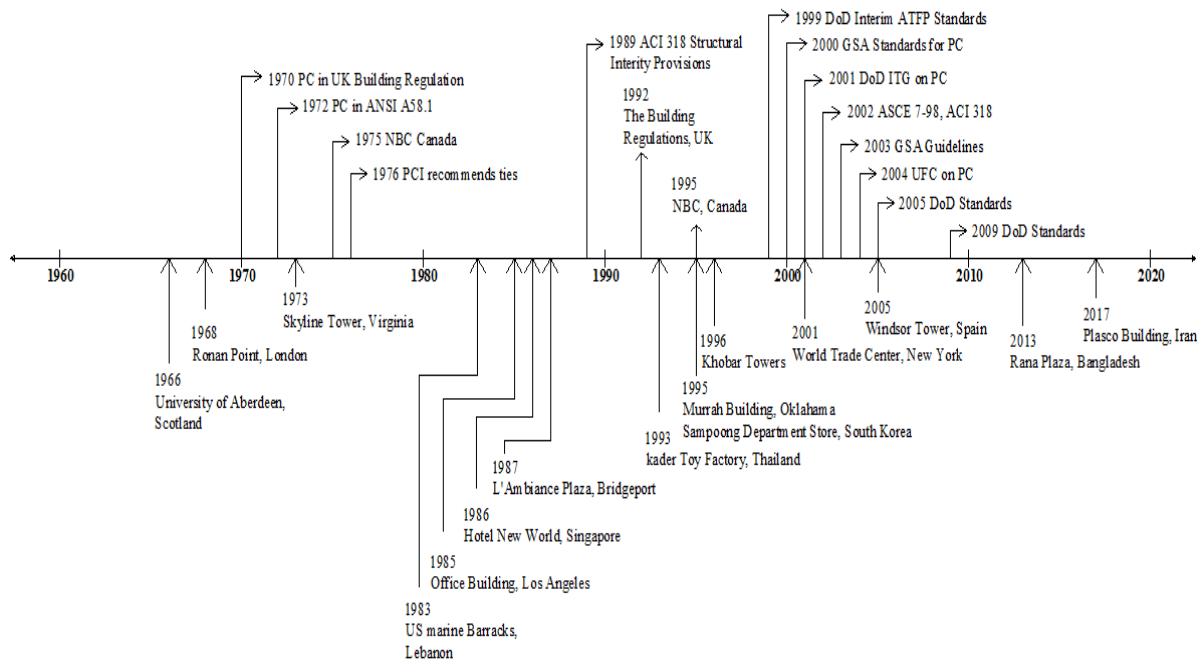 1999 DoD Interim ATFP Standards
1989 ACI 318 Structural
Interity Provisions
2000 GSA Standards for PC
1970 PC in UK Building Regulation
2001 DoD ITG on PC
1972 PC in ANSI A58.1
1992
The Building
Regulations, UK
2002 ASCE 7-98, ACI 318
1975 NBC Canada
2003 GSA Guidelines
1976 PCI recommends ties
2004 UFC on PC
1995
NBC, Canada
2005 DoD Standards
2009 DoD Standards
1960
1970
1980
1990
2000
2010
2020
1973
Skyline Tower, Virginia
2005
Windsor Tower, Spain
2017
Plasco Building, Iran
1968
Ronan Point, London
1996
Khobar Towers
2001
World Trade Center, New York
2013
Rana Plaza, Bangladesh
1966
University of Aberdeen,
Scotland
1995
Murrah Building, Oklahoma
Sampoong Department Store, South Korea
1993
kader Toy Factory, Thailand
1987
L'Ambiance Plaza, Bridgeport
1986
Hotel New World, Singapore
1985
Office Building, Los Angeles
1983
US marine Barracks,
Lebanon